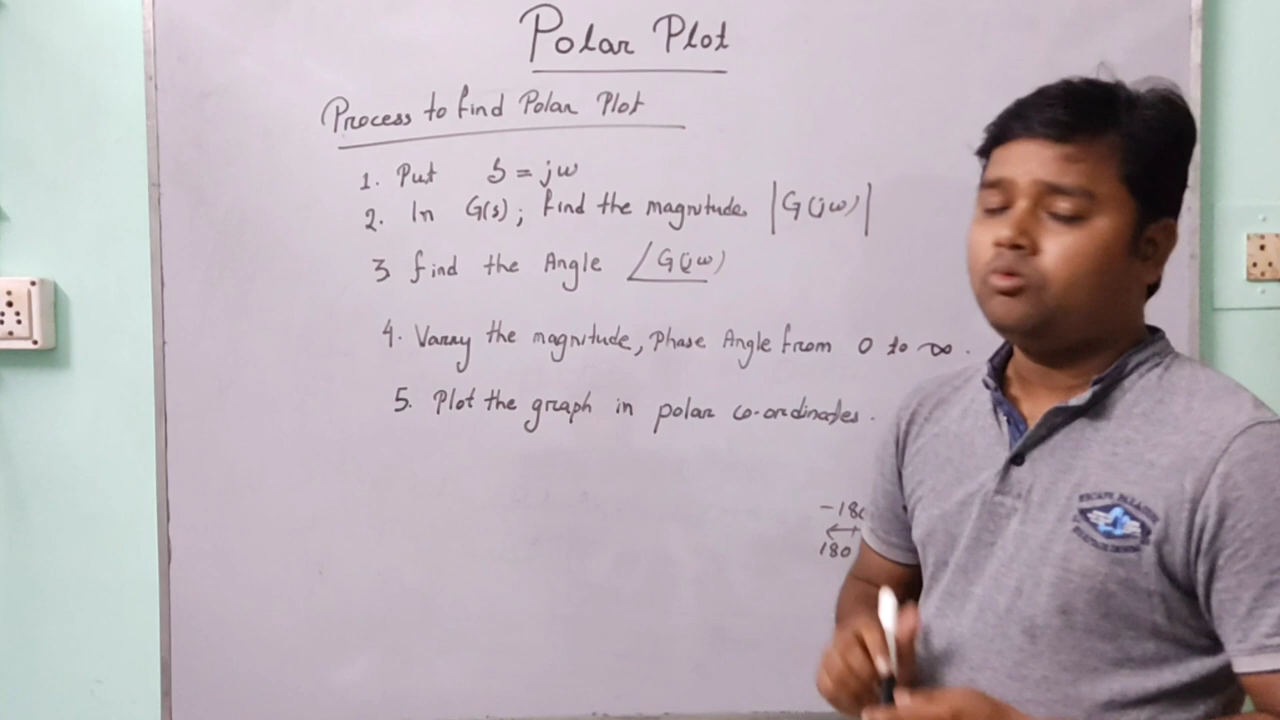 Polar Plot
Process to find Polar Plot
1. Put S = jω
2. In G(s); find the magnitude |G(jω)|
3 find the Angle ∠G(jω)
4. Varry the magnitude, Phase Angle from 0 to ∞.
5. Plot the graph in polar co-ordinates.
-180
180